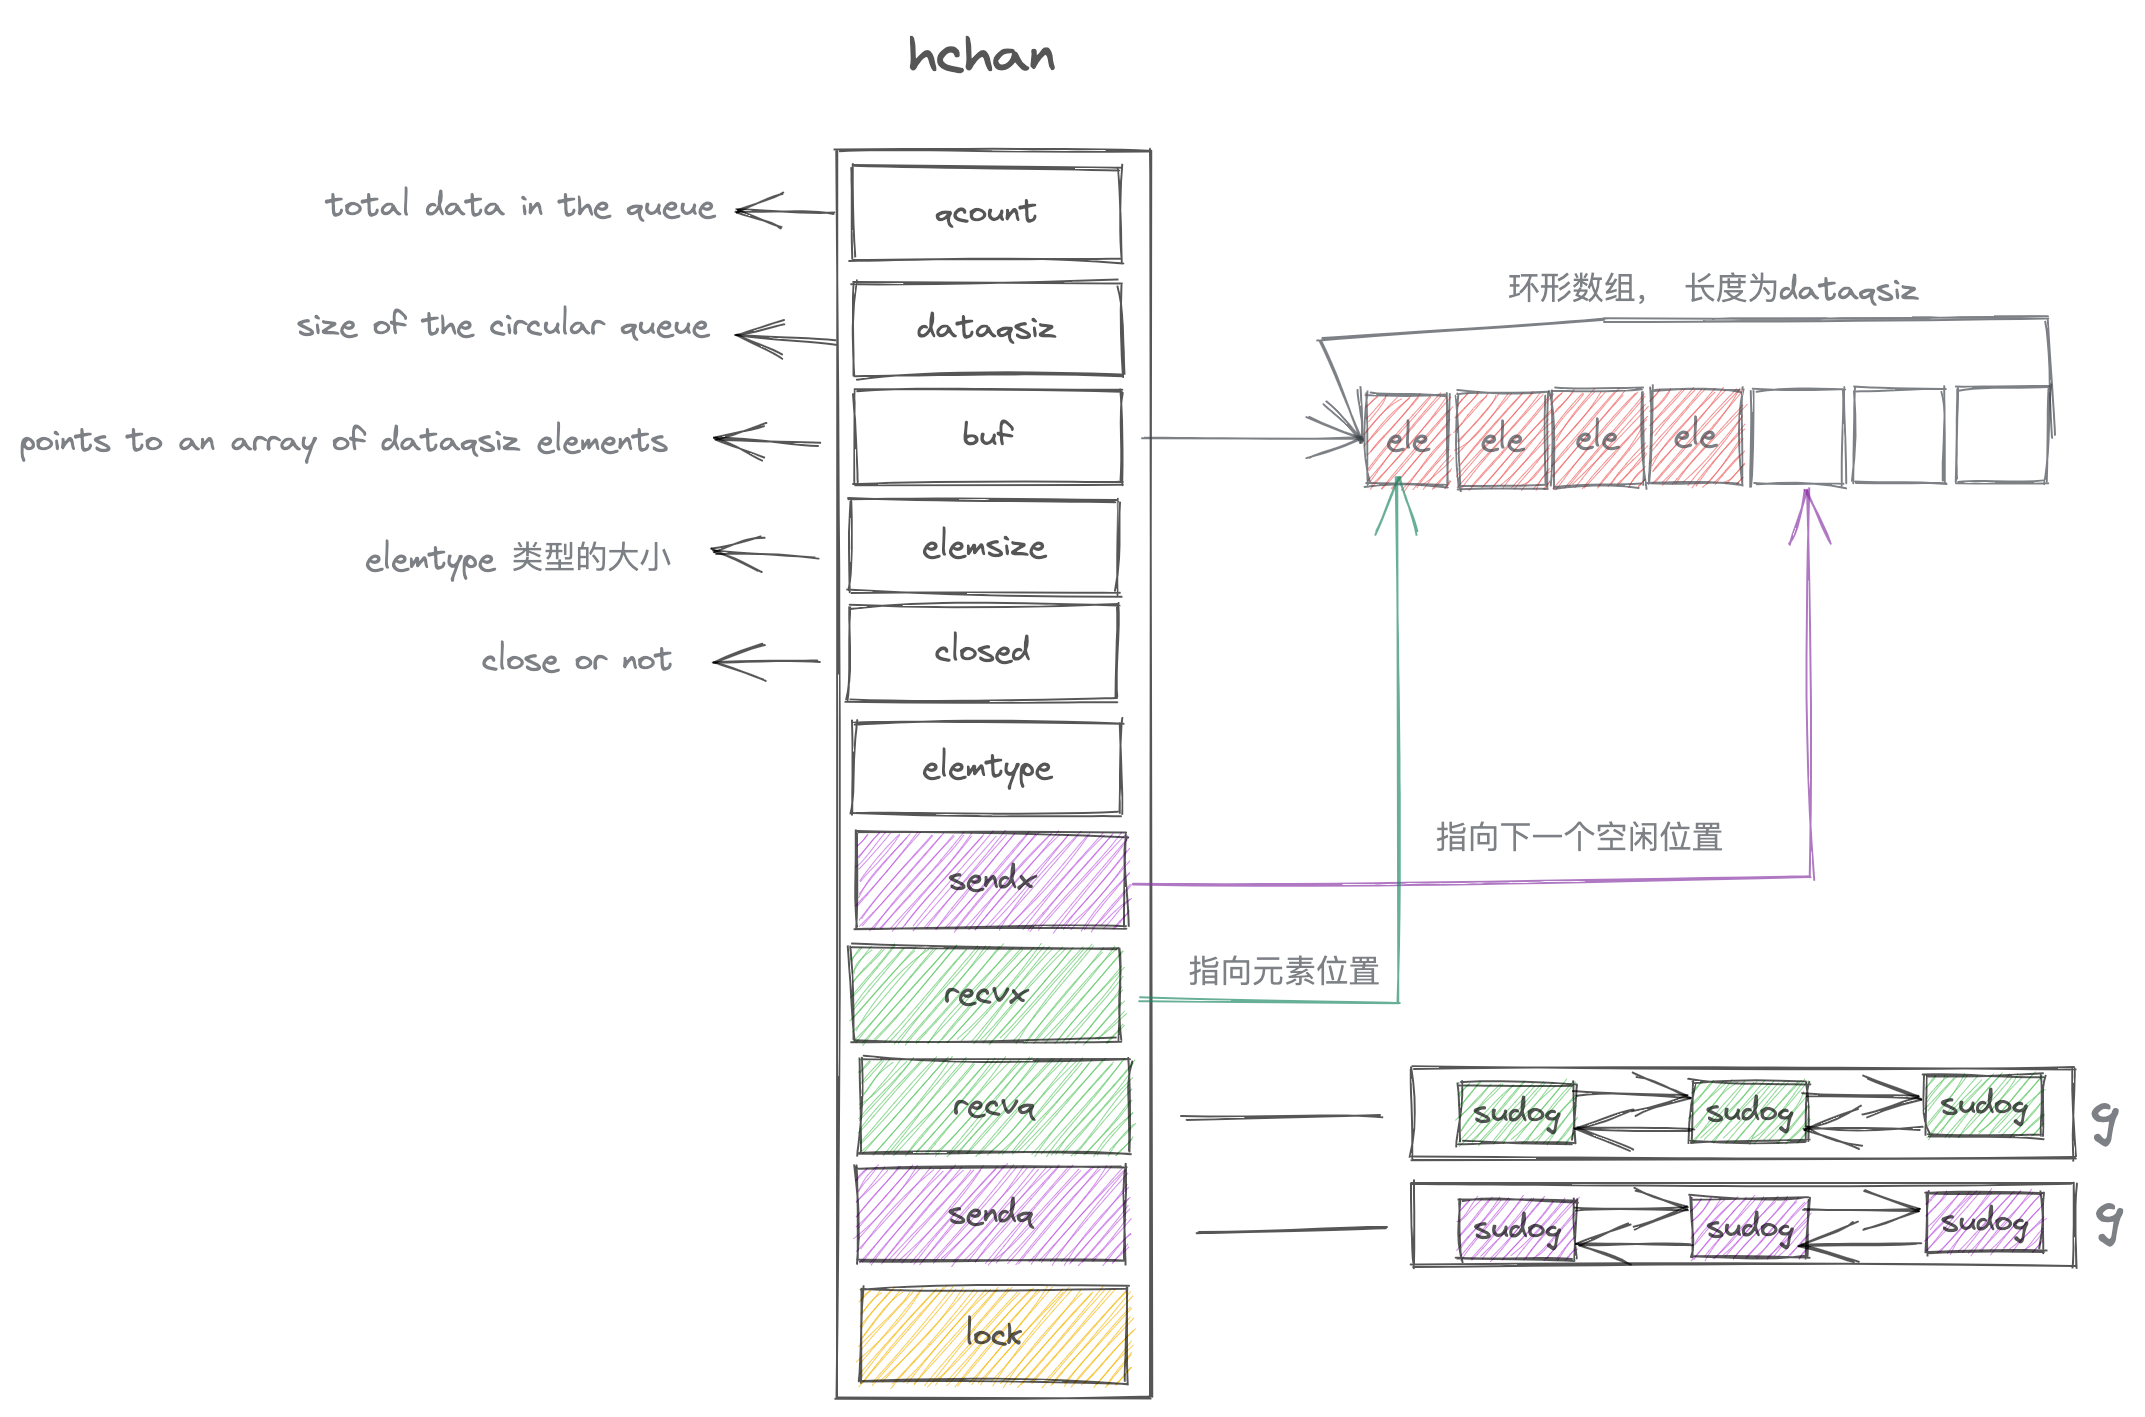 hchan
total data in the queue
qcount
size of the circular queue
dataqsiz
points to an array of dataqsiz elements
buf
elemtype 类型的大小
elemsize
close or not
closed
elemtype
sendx
recvx
recvq
sendq
lock
环形数组， 长度为dataqsiz
ele ele ele ele
指向下一个空闲位置
指向元素位置
sudog sudog sudog g
sudog sudog sudog g